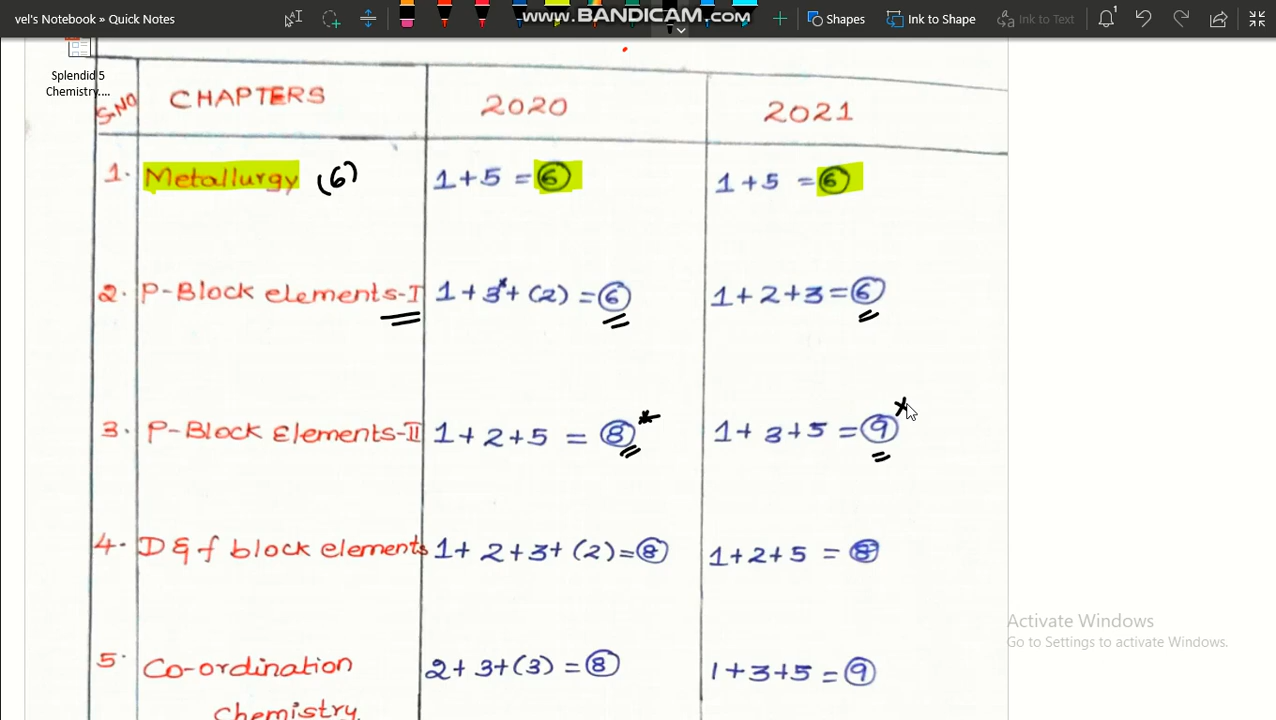 vel's Notebook » Quick Notes
WWW.BANDICAM.COM
Shapes
Ink to Shape
Ink to Text
Splendid 5
Chemistry....
S.NO CHAPTERS 2020 2021
1. Metallurgy (6) 1+5 = 6 1+5 = 6
2. P-Block elements-I 1+3*+(2) = 6 1+2+3=6
3. P-Block Elements-II 1+2+5 = 8* 1+3+5=9*
4. D & f block elements 1+2+3+(2)=8 1+2+5 = 8
5. Co-ordination 2+3+(3) = 8 1+3+5=9
Chemistry.
Activate Windows
Go to Settings to activate Windows.